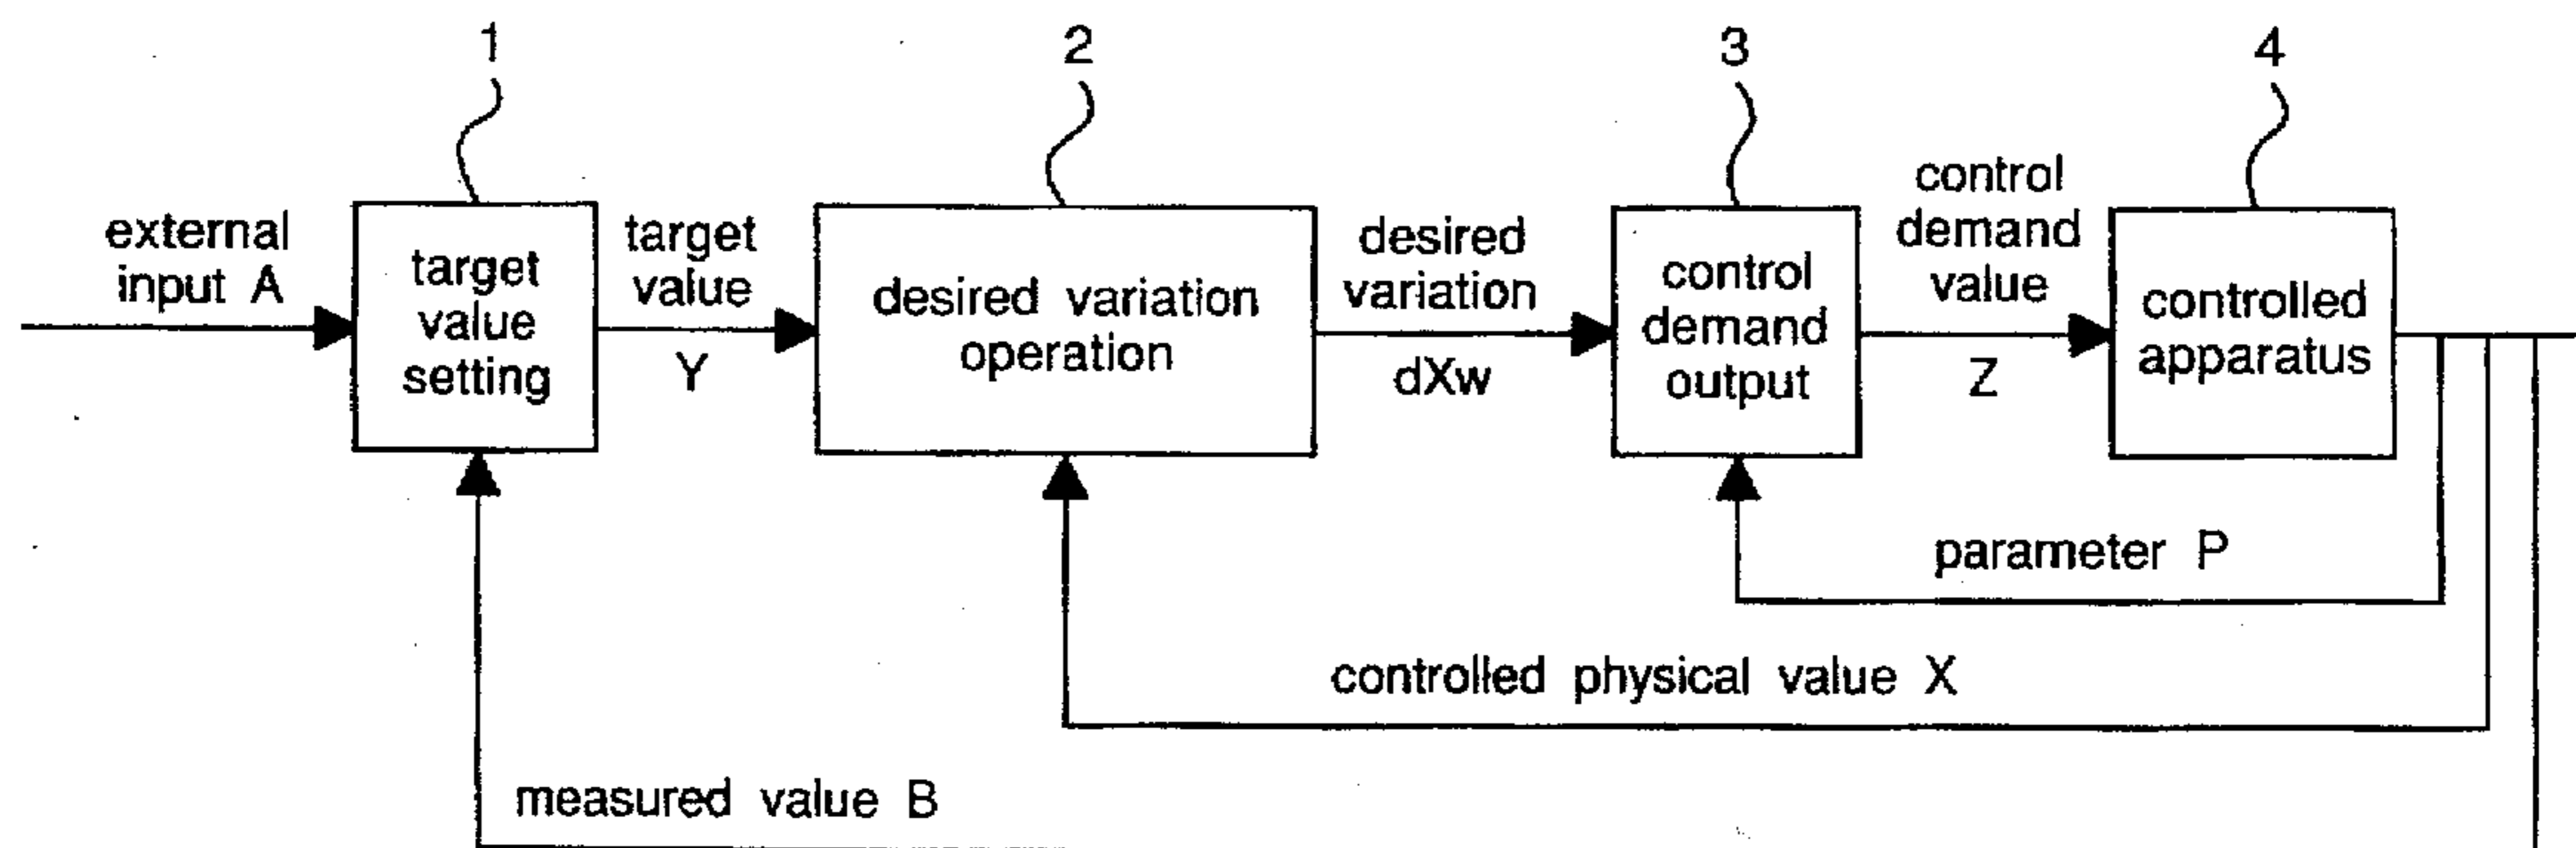 1
2
3
4
external
input A
target
value
setting
target
value
Y
desired variation
operation
desired
variation
dXw
control
demand
output
control
demand
value
Z
controlled
apparatus
parameter P
controlled physical value X
measured value B